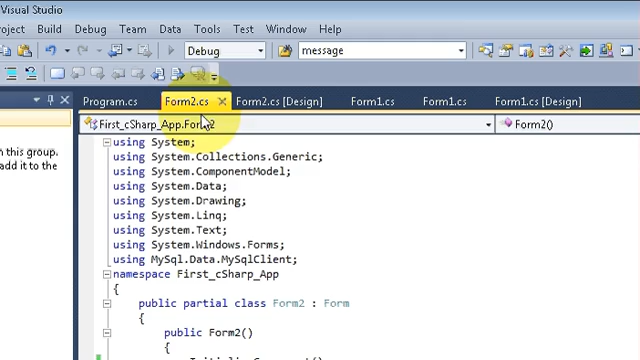 Visual Studio
roject Build Debug Team Data Tools Test Window Help
Debug message
Program.cs Form2.cs Form2.cs [Design] Form1.cs Form1.cs Form1.cs [Design]
First_cSharp_App.Form2 Form2()
n this group.
add it to the
using System;
using System.Collections.Generic;
using System.ComponentModel;
using System.Data;
using System.Drawing;
using System.Linq;
using System.Text;
using System.Windows.Forms;
using MySql.Data.MySqlClient;
namespace First_cSharp_App
{
public partial class Form2 : Form
{
public Form2()
{
InitializeComponent()